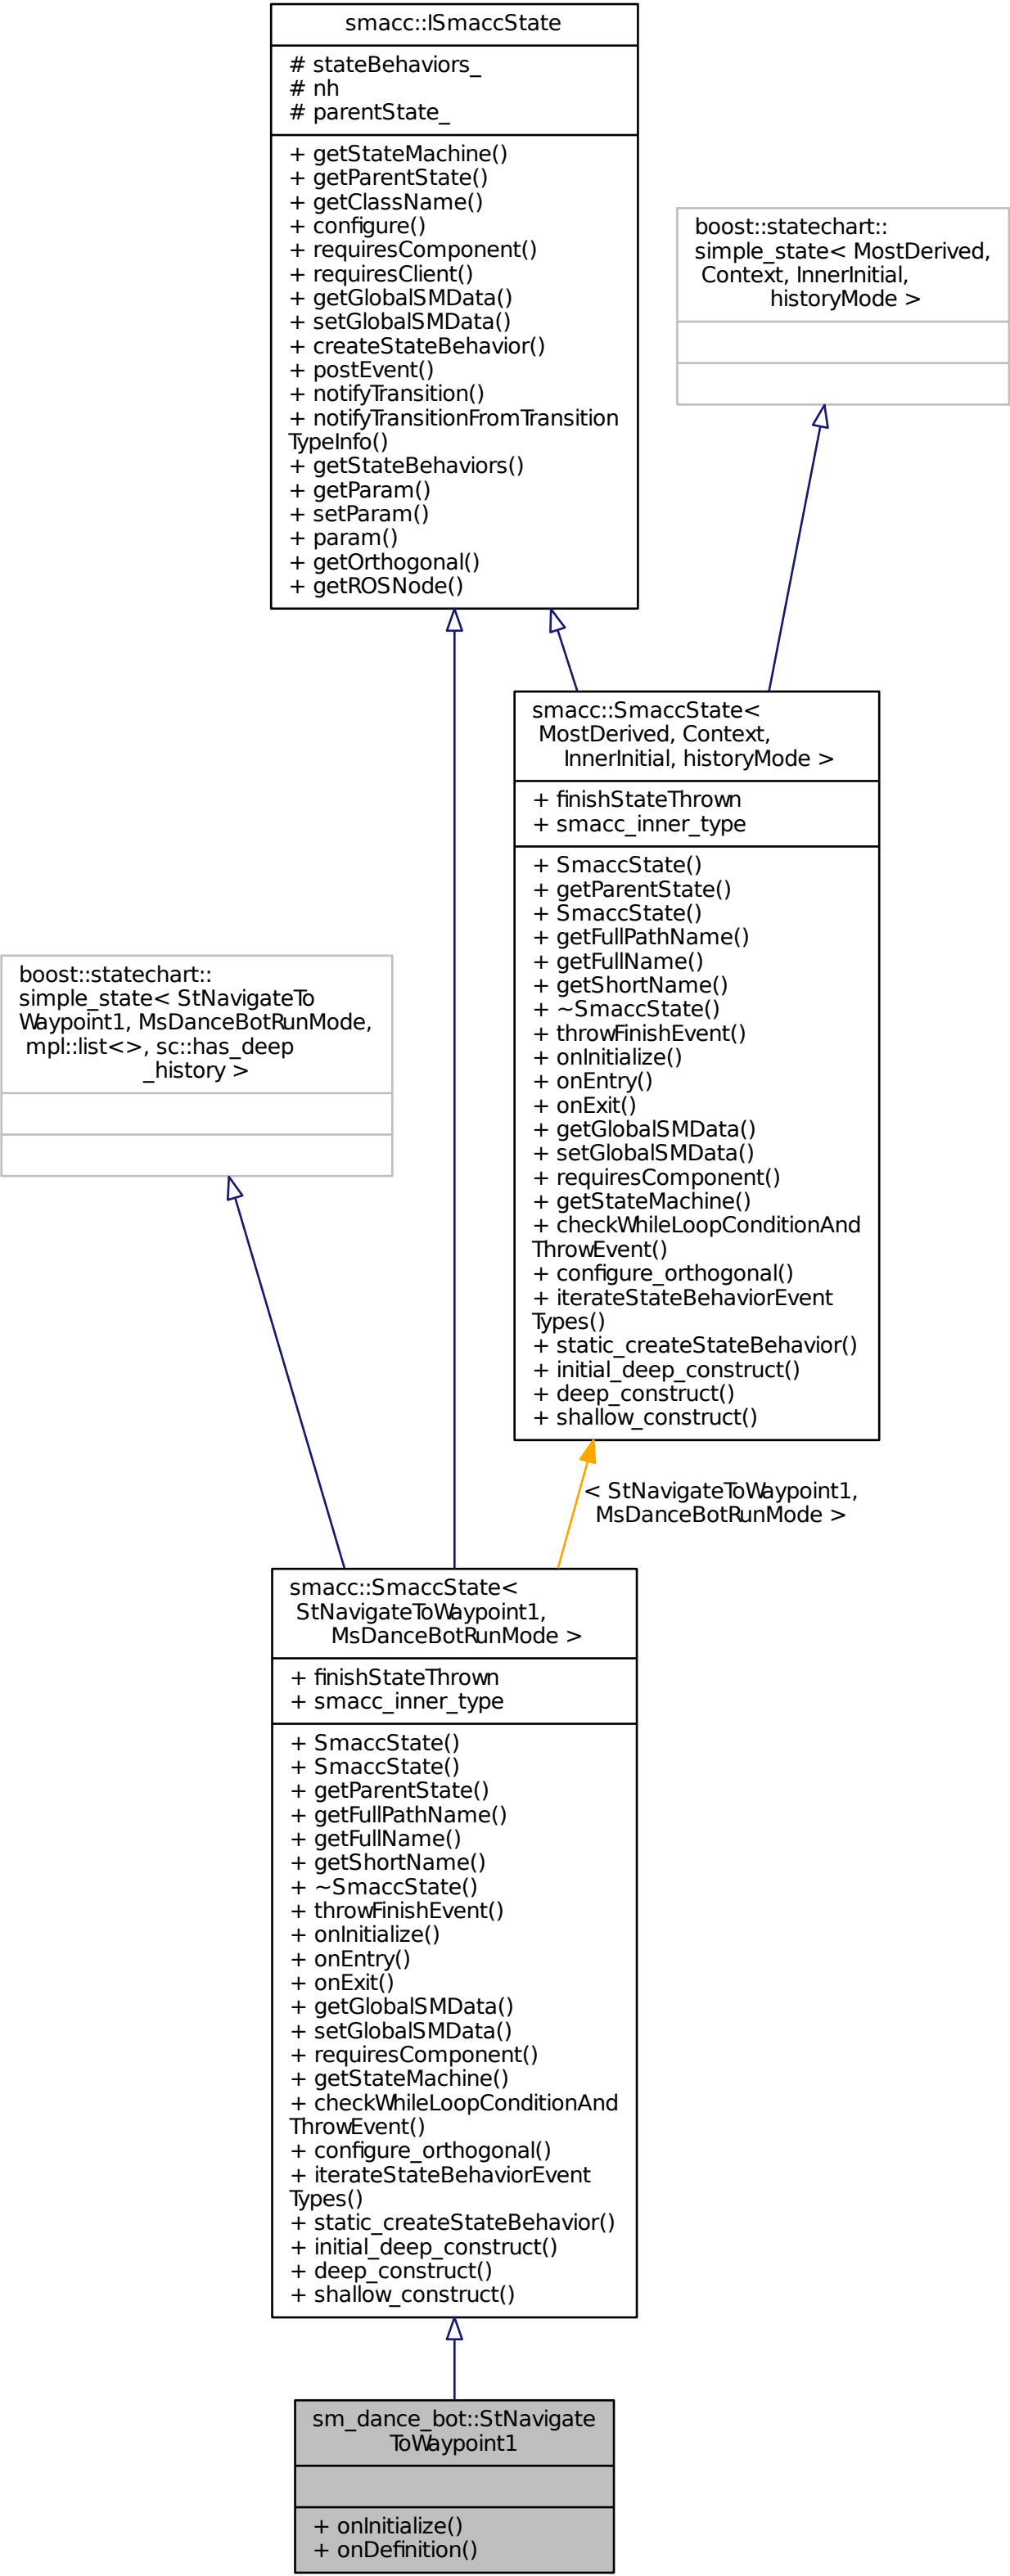 smacc::ISmaccState
# stateBehaviors_
# nh
# parentState_
+ getStateMachine()
+ getParentState()
+ getClassName()
+ configure()
+ requiresComponent()
+ requiresClient()
+ getGlobalSMData()
+ setGlobalSMData()
+ createStateBehavior()
+ postEvent()
+ notifyTransition()
+ notifyTransitionFromTransition
TypeInfo()
+ getStateBehaviors()
+ getParam()
+ setParam()
+ param()
+ getOrthogonal()
+ getROSNode()
boost::statechart::
simple_state< MostDerived,
Context, InnerInitial,
historyMode >
smacc::SmaccState<
MostDerived, Context,
InnerInitial, historyMode >
+ finishStateThrown
+ smacc_inner_type
+ SmaccState()
+ getParentState()
+ SmaccState()
+ getFullPathName()
+ getFullName()
+ getShortName()
+ ~SmaccState()
+ throwFinishEvent()
+ onInitialize()
+ onEntry()
+ onExit()
+ getGlobalSMData()
+ setGlobalSMData()
+ requiresComponent()
+ getStateMachine()
+ checkWhileLoopConditionAnd
ThrowEvent()
+ configure_orthogonal()
+ iterateStateBehaviorEvent
Types()
+ static_createStateBehavior()
+ initial_deep_construct()
+ deep_construct()
+ shallow_construct()
boost::statechart::
simple_state< StNavigateTo
Waypoint1, MsDanceBotRunMode,
mpl::list<>, sc::has_deep
_history >
< StNavigateToWaypoint1,
MsDanceBotRunMode >
smacc::SmaccState<
StNavigateToWaypoint1,
MsDanceBotRunMode >
+ finishStateThrown
+ smacc_inner_type
+ SmaccState()
+ SmaccState()
+ getParentState()
+ getFullPathName()
+ getFullName()
+ getShortName()
+ ~SmaccState()
+ throwFinishEvent()
+ onInitialize()
+ onEntry()
+ onExit()
+ getGlobalSMData()
+ setGlobalSMData()
+ requiresComponent()
+ getStateMachine()
+ checkWhileLoopConditionAnd
ThrowEvent()
+ configure_orthogonal()
+ iterateStateBehaviorEvent
Types()
+ static_createStateBehavior()
+ initial_deep_construct()
+ deep_construct()
+ shallow_construct()
sm_dance_bot::StNavigate
ToWaypoint1
+ onInitialize()
+ onDefinition()